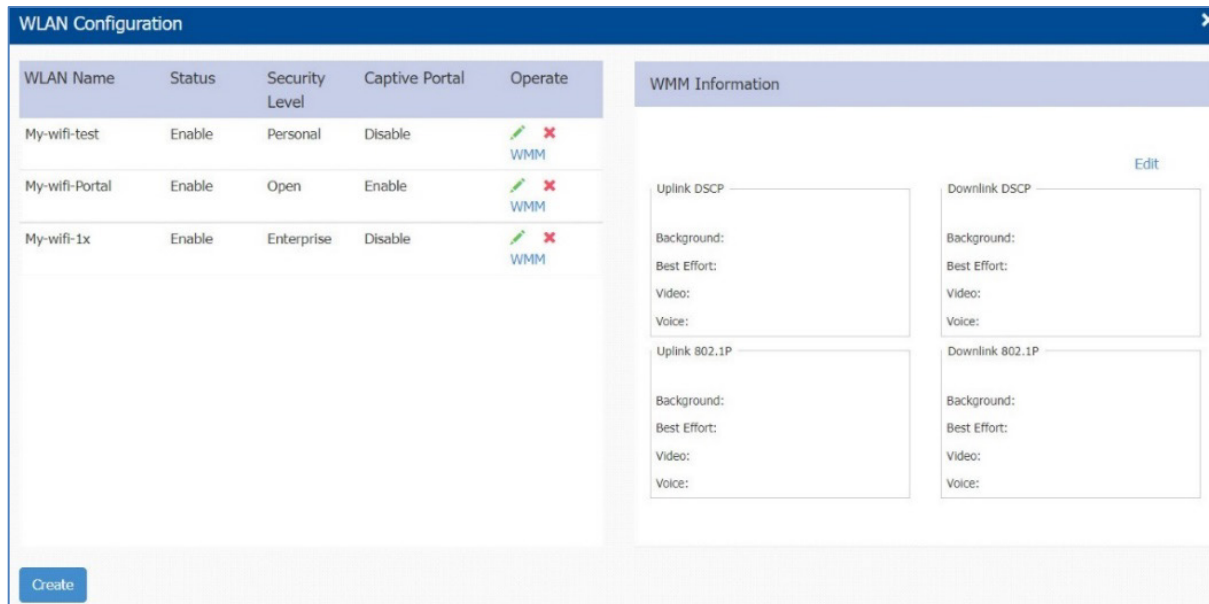 WLAN Configuration
WLAN Name Status Security Level Captive Portal Operate
My-wifi-test Enable Personal Disable
WMM
My-wifi-Portal Enable Open Enable
WMM
My-wifi-1x Enable Enterprise Disable
WMM
Create
WMM Information
Edit
Uplink DSCP
Background:
Best Effort:
Video:
Voice:
Downlink DSCP
Background:
Best Effort:
Video:
Voice:
Uplink 802.1P
Background:
Best Effort:
Video:
Voice:
Downlink 802.1P
Background:
Best Effort:
Video:
Voice: